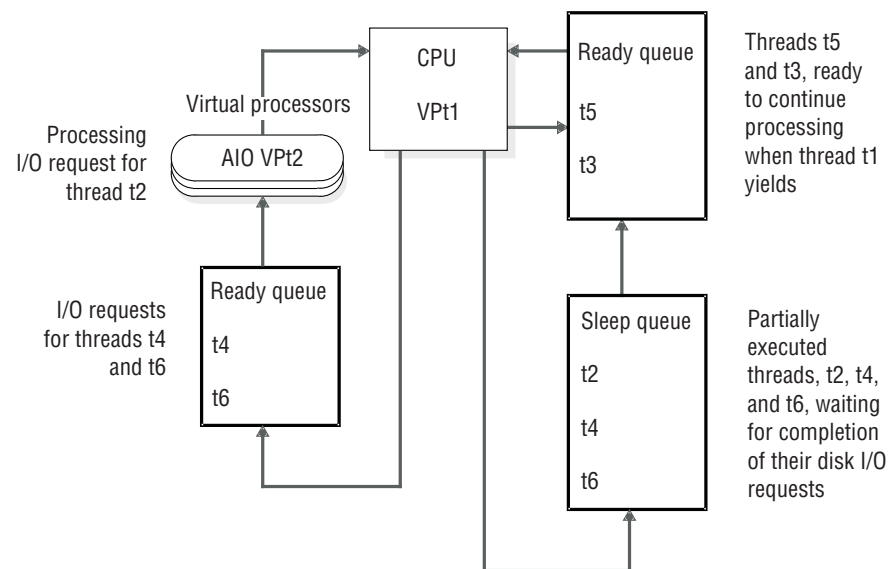 Processing
I/O request for
thread t2
Virtual processors
AIO VPt2
CPU
VPt1
Ready queue
t5
t3
Threads t5
and t3, ready
to continue
processing
when thread t1
yields
I/O requests
for threads t4
and t6
Ready queue
t4
t6
Sleep queue
t2
t4
t6
Partially
executed
threads, t2, t4,
and t6, waiting
for completion
of their disk I/O
requests